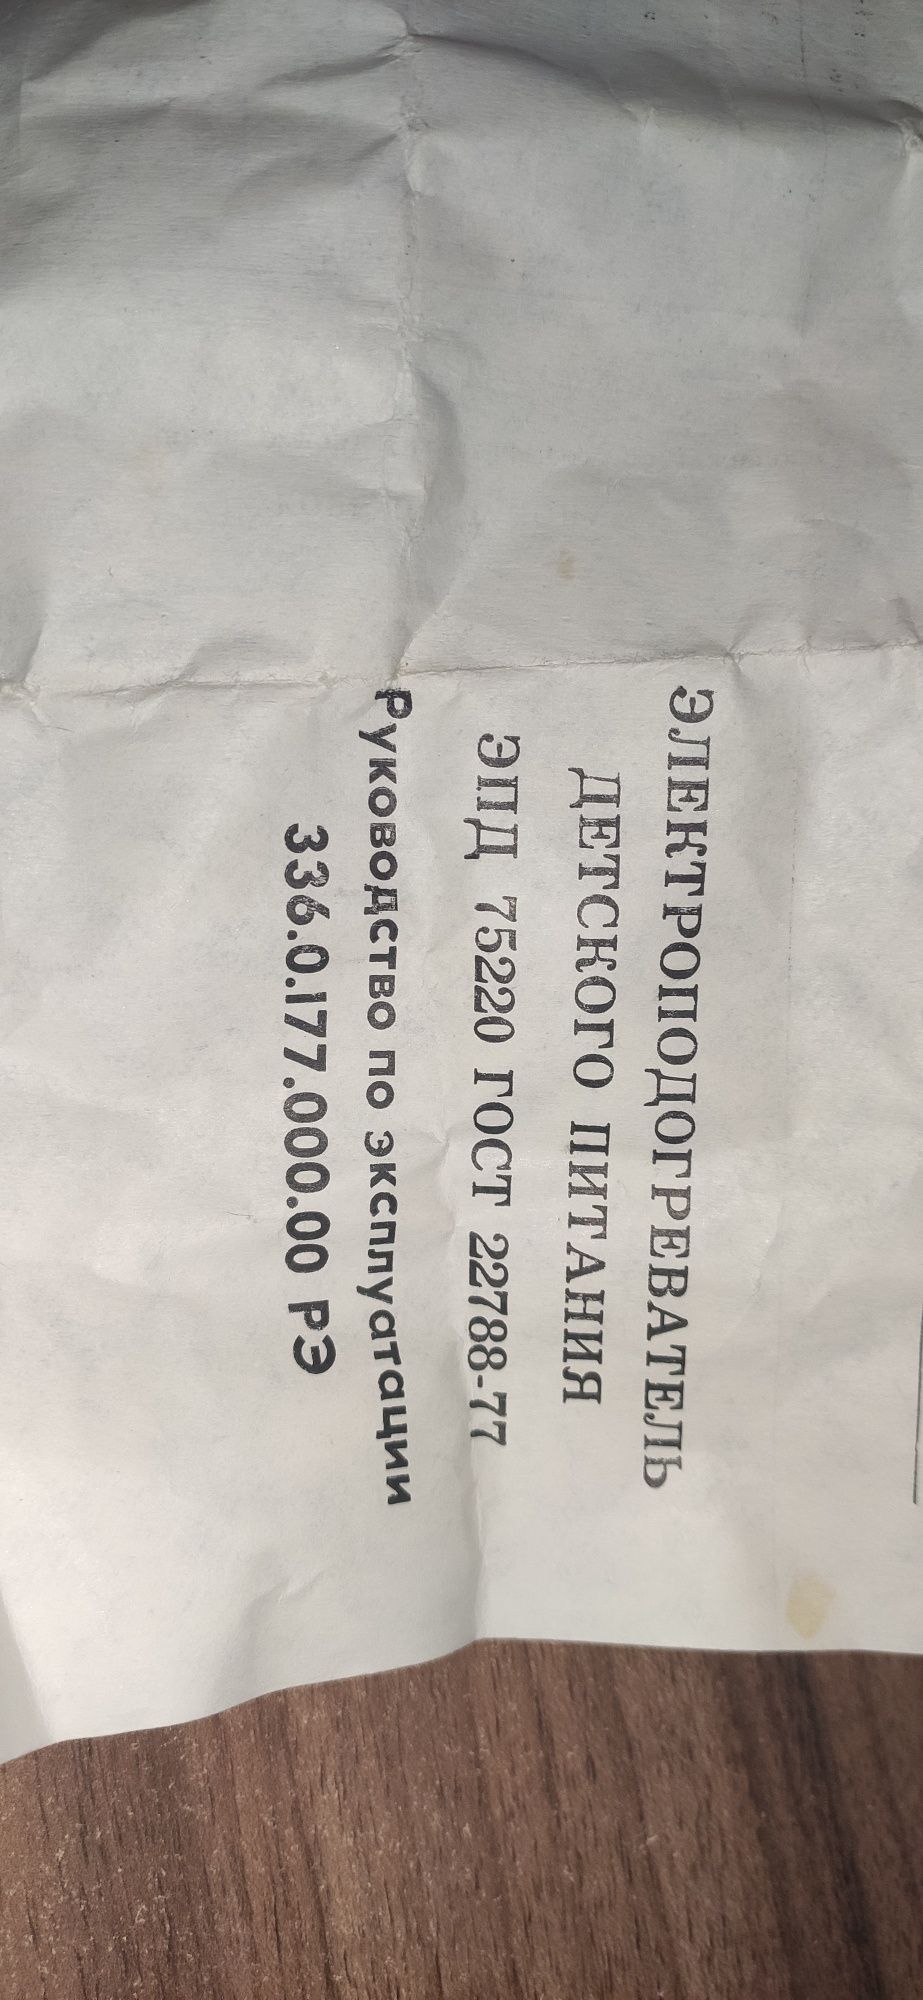 ЭЛЕКТРОПОДОГРЕВАТЕЛЬ
ДЕТСКОГО ПИТАНИЯ
ЭПД 75220 ГОСТ 22788-77
Руководство по эксплуатации
336.0.177.000.00 РЭ